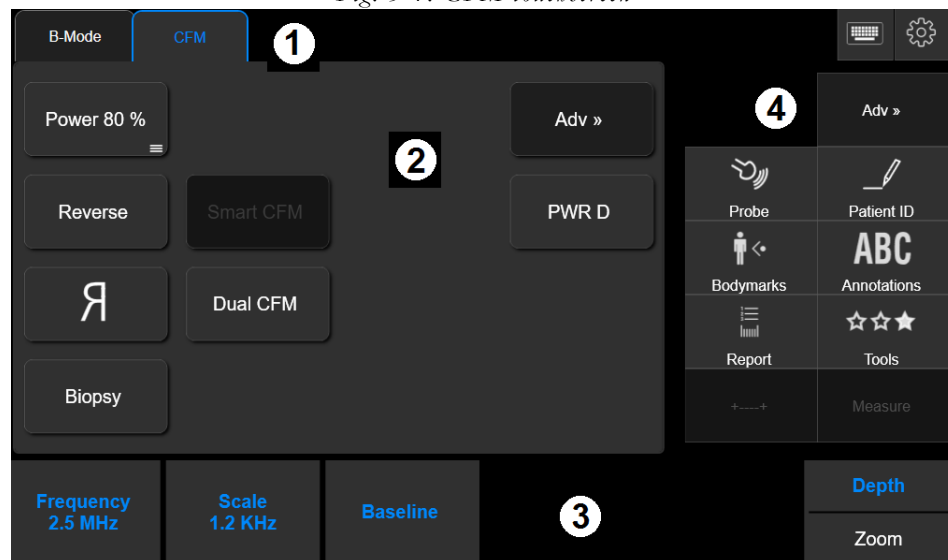 B-Mode
CFM
1
Power 80 %
Adv »
4
Adv »
2
Reverse
Smart CFM
PWR D
Probe
Patient ID
Я
Dual CFM
ABC
Bodymarks
Annotations
Report
Tools
Biopsy
+----+
Measure
Frequency
2.5 MHz
Scale
1.2 KHz
Baseline
3
Depth
Zoom